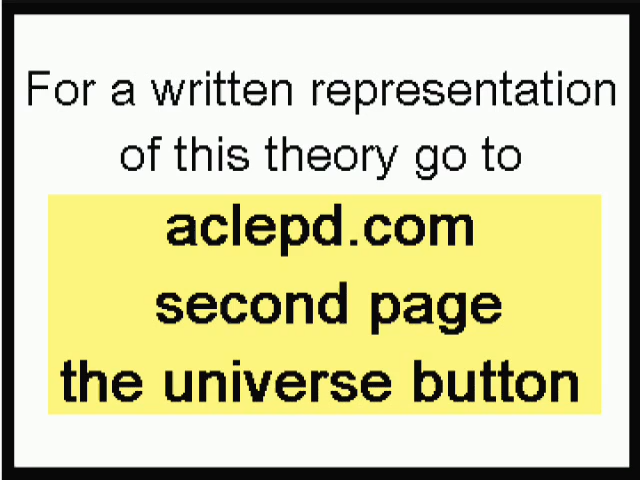 For a written representation
of this theory go to
aclepd.com
second page
the universe button